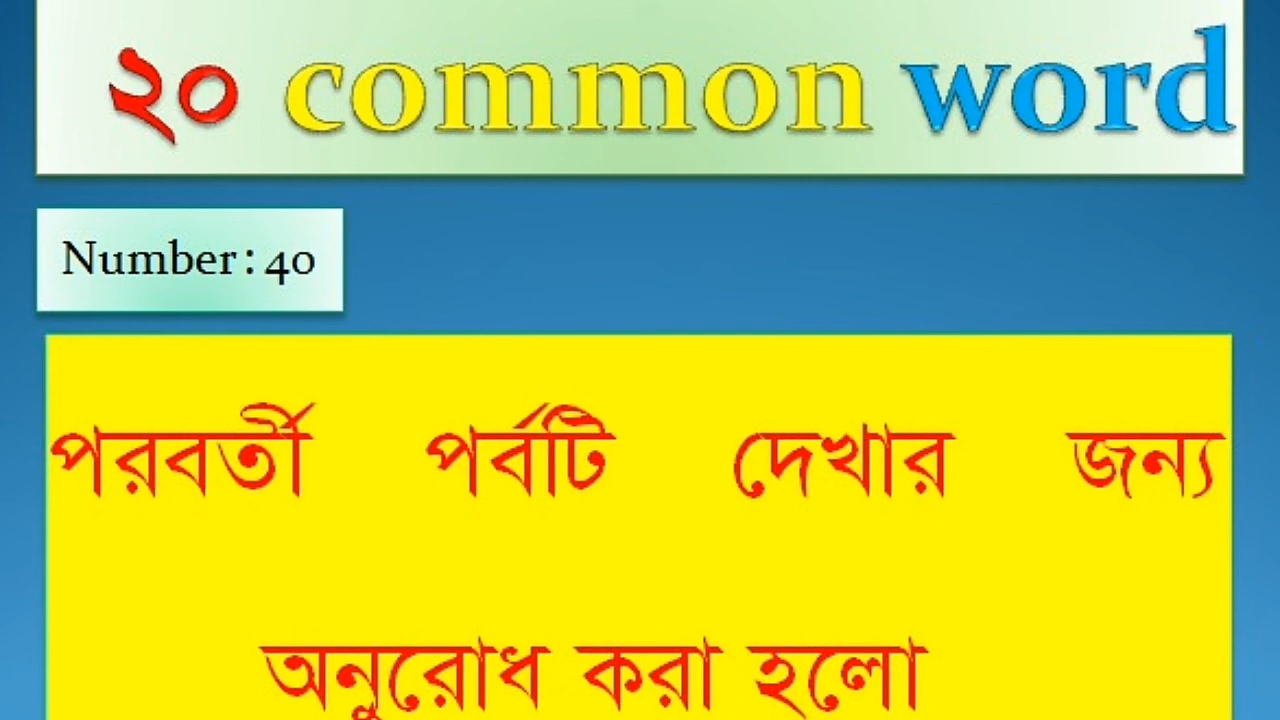 ২০ common word
Number: 40
পরবর্তী পর্বটি দেখার জন্য
অনুরোধ করা হলো